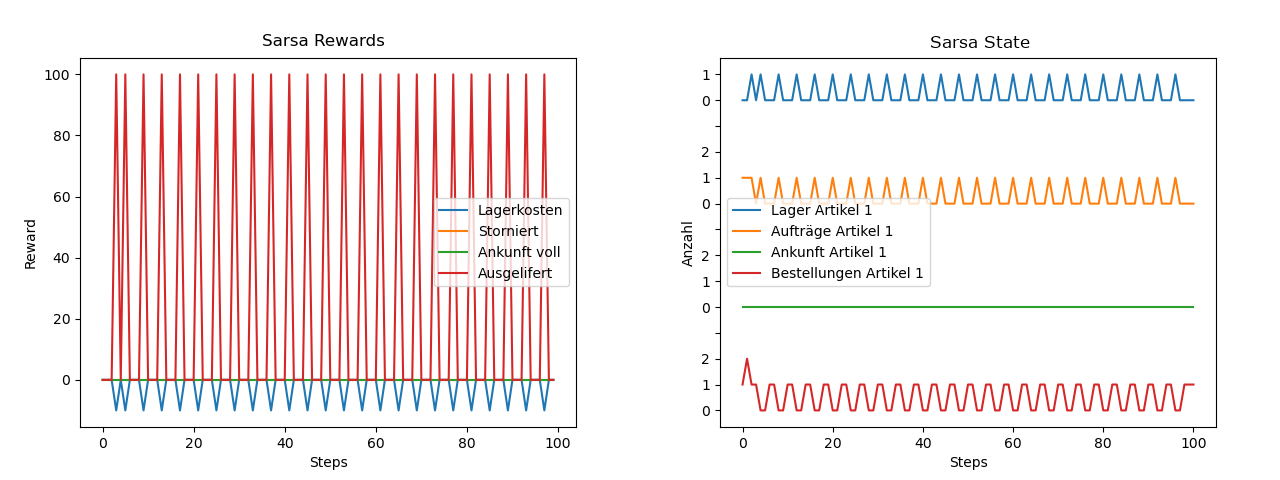 Sarsa Rewards
100
80
60
40
20
0
Reward
0 20 40 60 80 100
Steps
Lagerkosten
Storniert
Ankunft voll
Ausgelifert
Sarsa State
1
0
2
1
0
2
1
0
2
1
0
Anzahl
0 20 40 60 80 100
Steps
Lager Artikel 1
Aufträge Artikel 1
Ankunft Artikel 1
Bestellungen Artikel 1